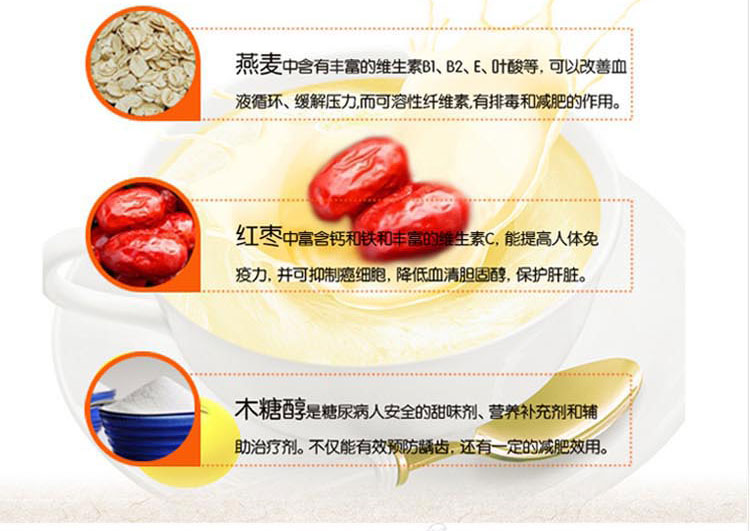 燕麦中含有丰富的维生素B1、B2、E、叶酸等，可以改善血
液循环、缓解压力,而可溶性纤维素,有排毒和减肥的作用。
红枣中富含钙和铁和丰富的维生素C，能提高人体免
疫力，并可抑制癌细胞，降低血清胆固醇，保护肝脏。
木糖醇是糖尿病人安全的甜味剂、营养补充剂和辅
助治疗剂。不仅能有效预防龋齿，还有一定的减肥效用。